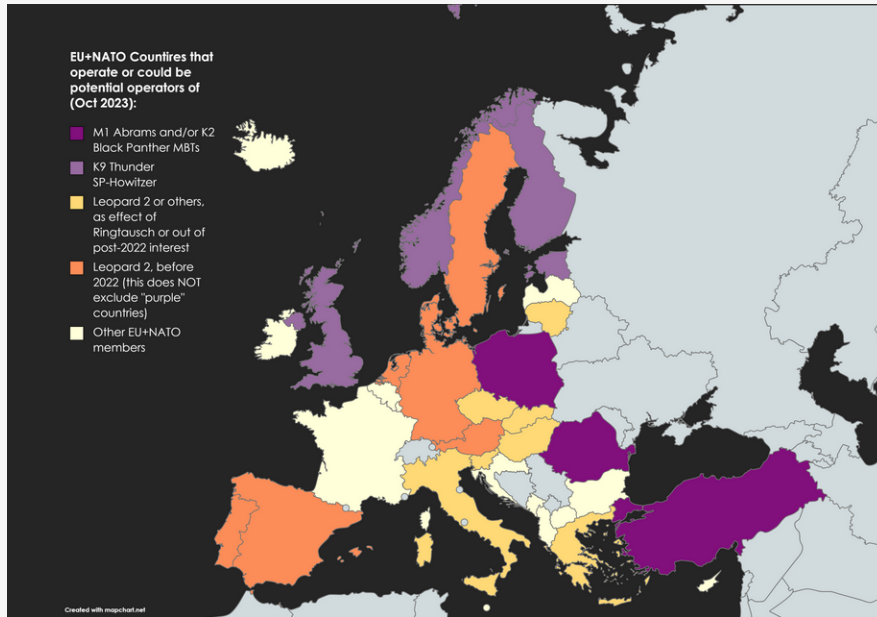 EU+NATO Countires that
operate or could be
potential operators of
(Oct 2023):
M1 Abrams and/or K2
Black Panther MBTs
K9 Thunder
SP-Howitzer
Leopard 2 or others,
as effect of
Ringtausch or out of
post-2022 interest
Leopard 2, before
2022 (this does NOT
exclude "purple"
countries)
Other EU+NATO
members
Created with mapchart.net